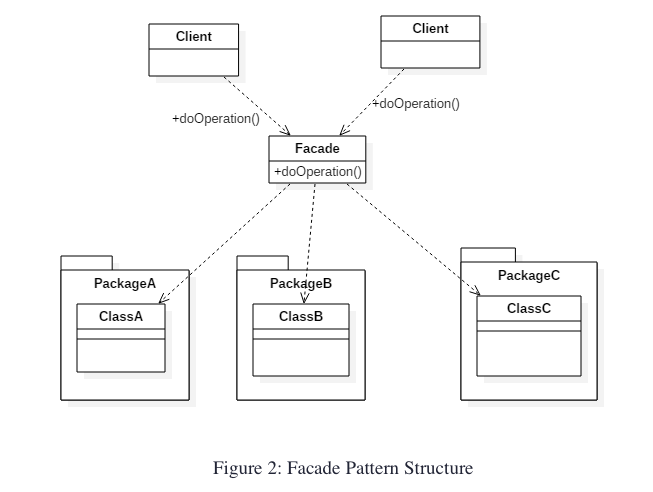 Client
Client
+doOperation()
+doOperation()
Facade
+doOperation()
PackageA
PackageB
PackageC
ClassA
ClassB
ClassC
Figure 2: Facade Pattern Structure